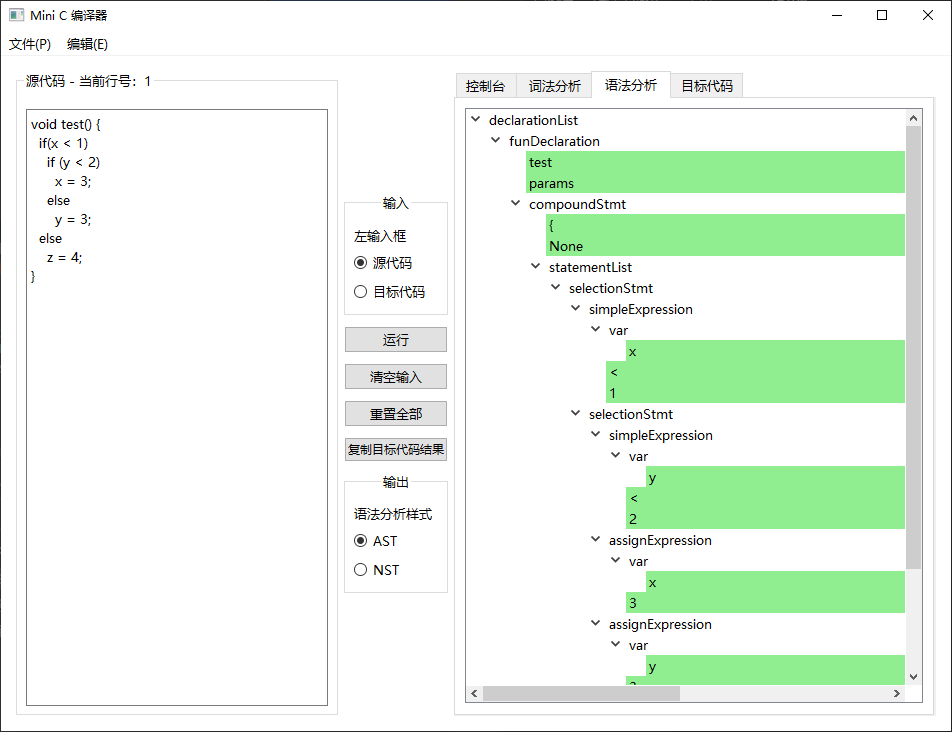 Mini C 编译器
文件(P) 编辑(E)
源代码 - 当前行号：1
void test() {
if(x < 1)
if (y < 2)
x = 3;
else
y = 3;
else
z = 4;
}
输入
左输入框
源代码
目标代码
运行
清空输入
重置全部
复制目标代码结果
输出
语法分析样式
AST
NST
控制台 词法分析 语法分析 目标代码
declarationList
funDeclaration
test
params
compoundStmt
{
None
statementList
selectionStmt
simpleExpression
var
x
<
1
selectionStmt
simpleExpression
var
y
<
2
assignExpression
var
x
3
assignExpression
var
y